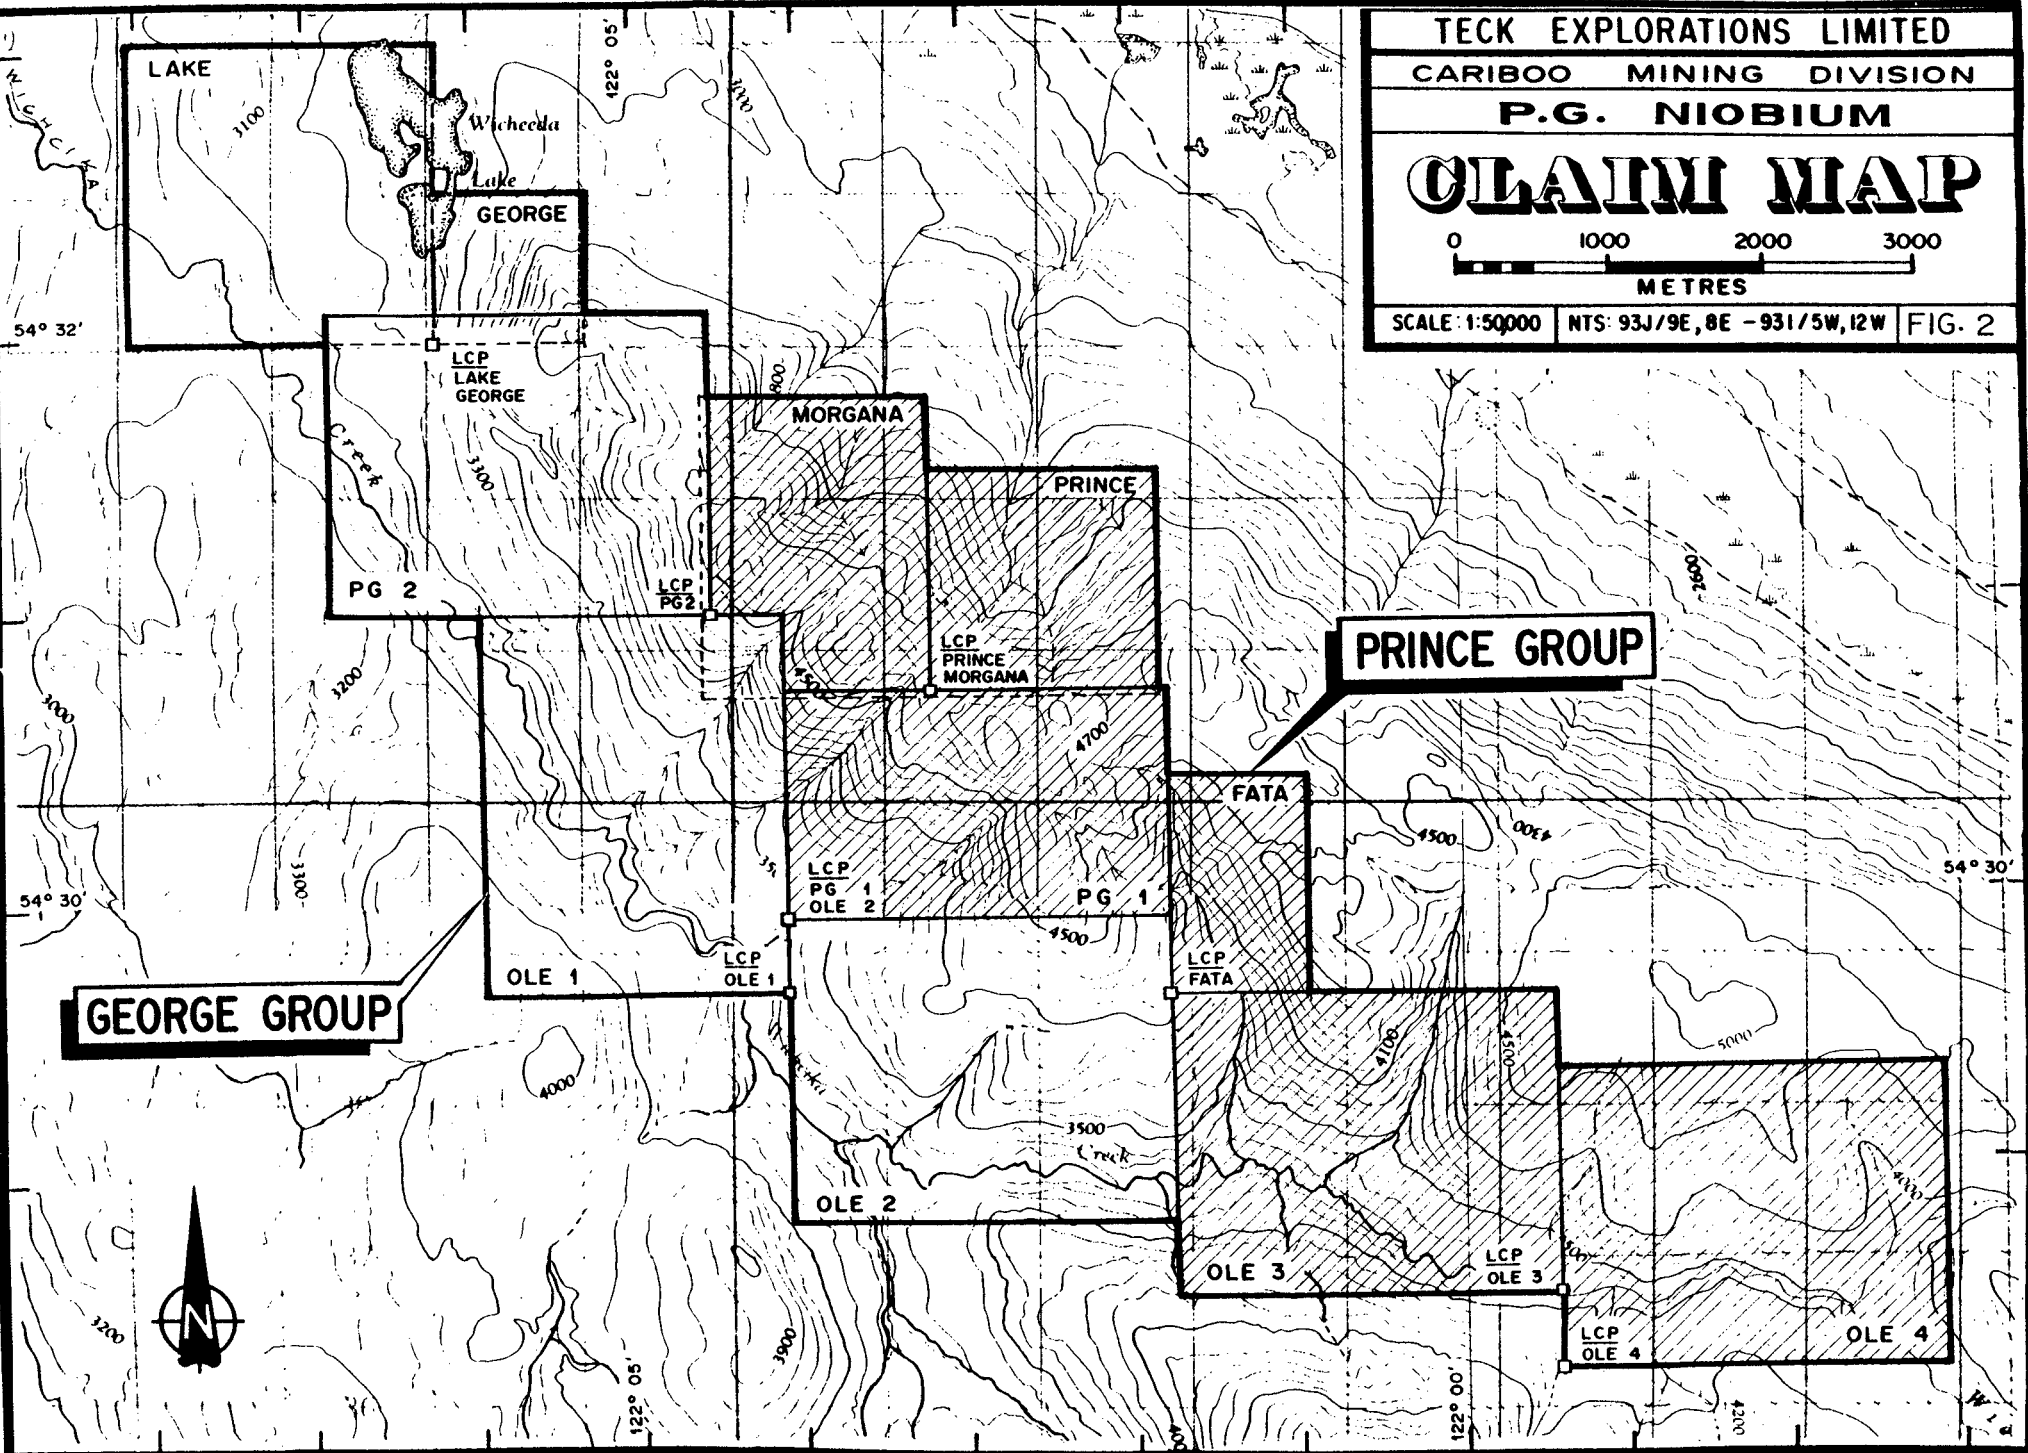 TECK EXPLORATIONS LIMITED
CARIBOO MINING DIVISION
P.G. NIOBIUM
CLAIM MAP
0 1000 2000 3000
METRES
SCALE: 1:50,000
NTS: 93J/9E, 8E - 93I/5W, 12W
FIG. 2
LAKE
3100
Wicheeda
Lake
GEORGE
122° 05'
3000
WICHCIKA
54° 32'
LCP
LAKE
GEORGE
Creek
3300
MORGANA
PRINCE
PG 2
LCP
PG2
LCP
PRINCE
MORGANA
2600
PRINCE GROUP
3200
3000
4500
4700
FATA
4500
4300
3300
54° 30'
54° 30'
LCP
PG 1
OLE 2
PG 1
4500
LCP
FATA
OLE 1
LCP
OLE 1
GEORGE GROUP
4000
5000
4100
4500
3500
Creek
4000
OLE 2
OLE 3
LCP
OLE 3
LCP
OLE 4
OLE 4
N
3200
3900
122° 05'
122° 00'
4200